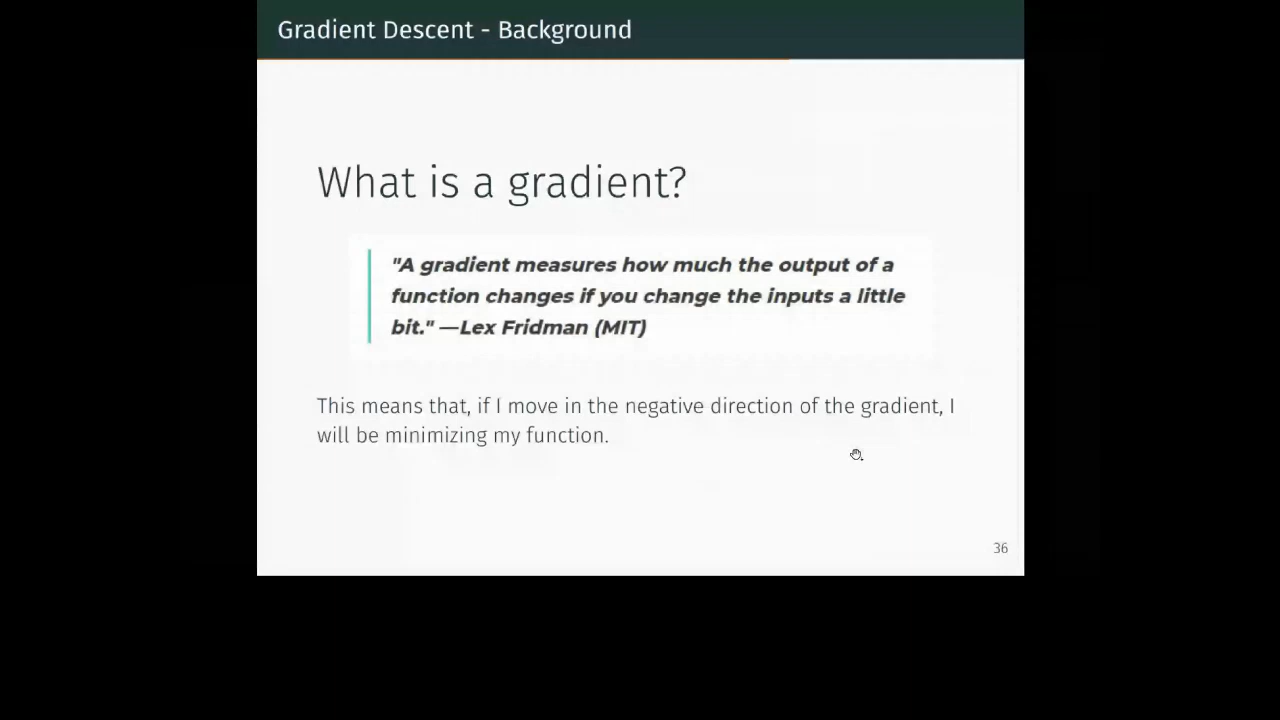 Gradient Descent - Background
What is a gradient?
"A gradient measures how much the output of a
function changes if you change the inputs a little
bit." —Lex Fridman (MIT)
This means that, if I move in the negative direction of the gradient, I
will be minimizing my function.
36